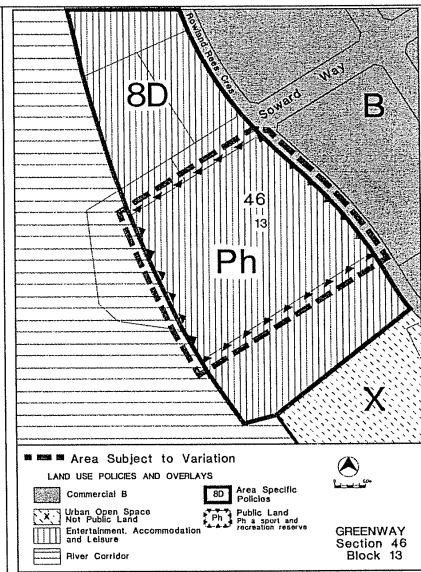 Rowland Rees Cres
Soward Way
8D
B
46
13
Ph
X
Area Subject to Variation
LAND USE POLICIES AND OVERLAYS
Commercial B
X
Urban Open Space
Not Public Land
Entertainment, Accommodation
and Leisure
River Corridor
8D
Area Specific
Policies
Ph
Public Land
Ph a sport and
recreation reserve
GREENWAY
Section 46
Block 13